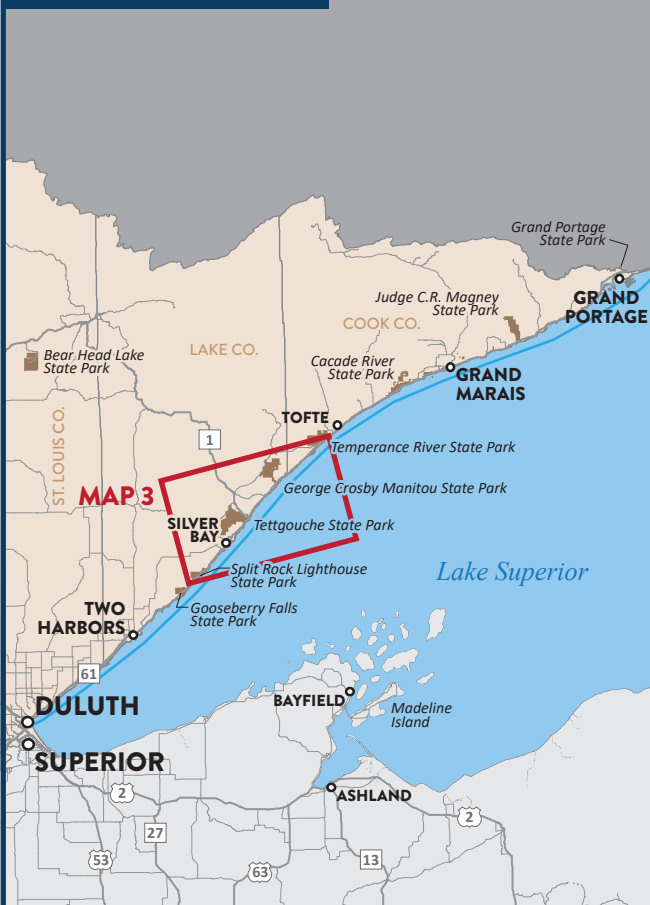 Grand Portage
State Park
GRAND
PORTAGE
Judge C.R. Magney
State Park
COOK CO.
LAKE CO.
Bear Head Lake
State Park
Cacade River
State Park
GRAND
MARAIS
ST. LOUIS CO.
TOFTE
1
Temperance River State Park
MAP 3
George Crosby Manitou State Park
SILVER
BAY
Tettgouche State Park
Split Rock Lighthouse
State Park
Lake Superior
Gooseberry Falls
State Park
TWO
HARBORS
61
DULUTH
BAYFIELD
Madeline
Island
SUPERIOR
2
ASHLAND
2
27
53
63
13